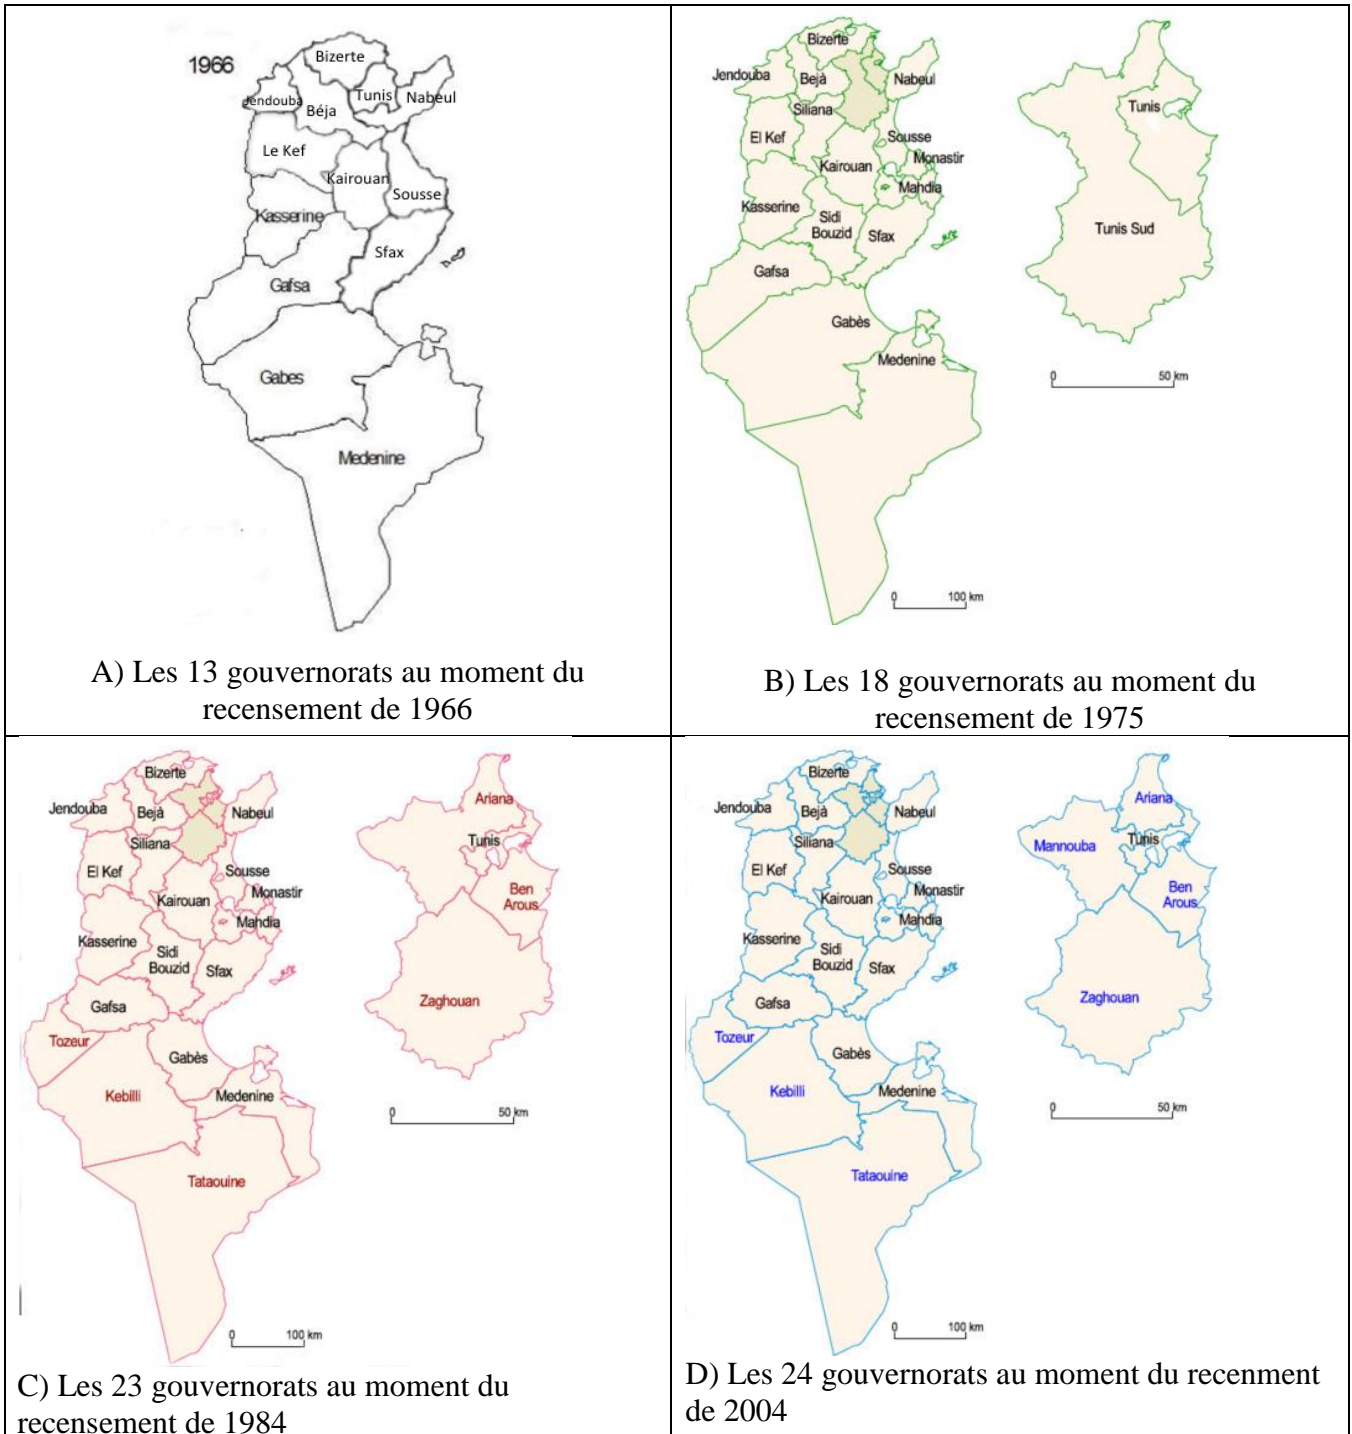 1966
Bizerte
Tunis
Nabeul
Jendouba
Béja
Le Kef
Kairouan
Sousse
Kasserine
Sfax
Gafsa
Gabes
Medenine
A) Les 13 gouvernorats au moment du
recensement de 1966
Bizerte
Jendouba
Bejà
Nabeul
Siliana
El Kef
Sousse
Monastir
Kairouan
Mahdia
Kasserine
Sidi
Bouzid
Sfax
Gafsa
Gabès
Medenine
0 100 km
Tunis
Tunis Sud
0 50 km
B) Les 18 gouvernorats au moment du
recensement de 1975
Bizerte
Jendouba
Bejà
Nabeul
Siliana
El Kef
Sousse
Monastir
Kairouan
Mahdia
Kasserine
Sidi
Bouzid
Sfax
Gafsa
Tozeur
Gabès
Kebilli
Medenine
Tataouine
0 100 km
Ariana
Tunis
Ben
Arous
Zaghouan
0 50 km
C) Les 23 gouvernorats au moment du
recensement de 1984
Bizerte
Jendouba
Bejà
Nabeul
Siliana
El Kef
Sousse
Monastir
Kairouan
Mahdia
Kasserine
Sidi
Bouzid
Sfax
Gafsa
Tozeur
Gabès
Kebilli
Medenine
Tataouine
0 100 km
Ariana
Mannouba
Tunis
Ben
Arous
Zaghouan
0 50 km
D) Les 24 gouvernorats au moment du recenment
de 2004